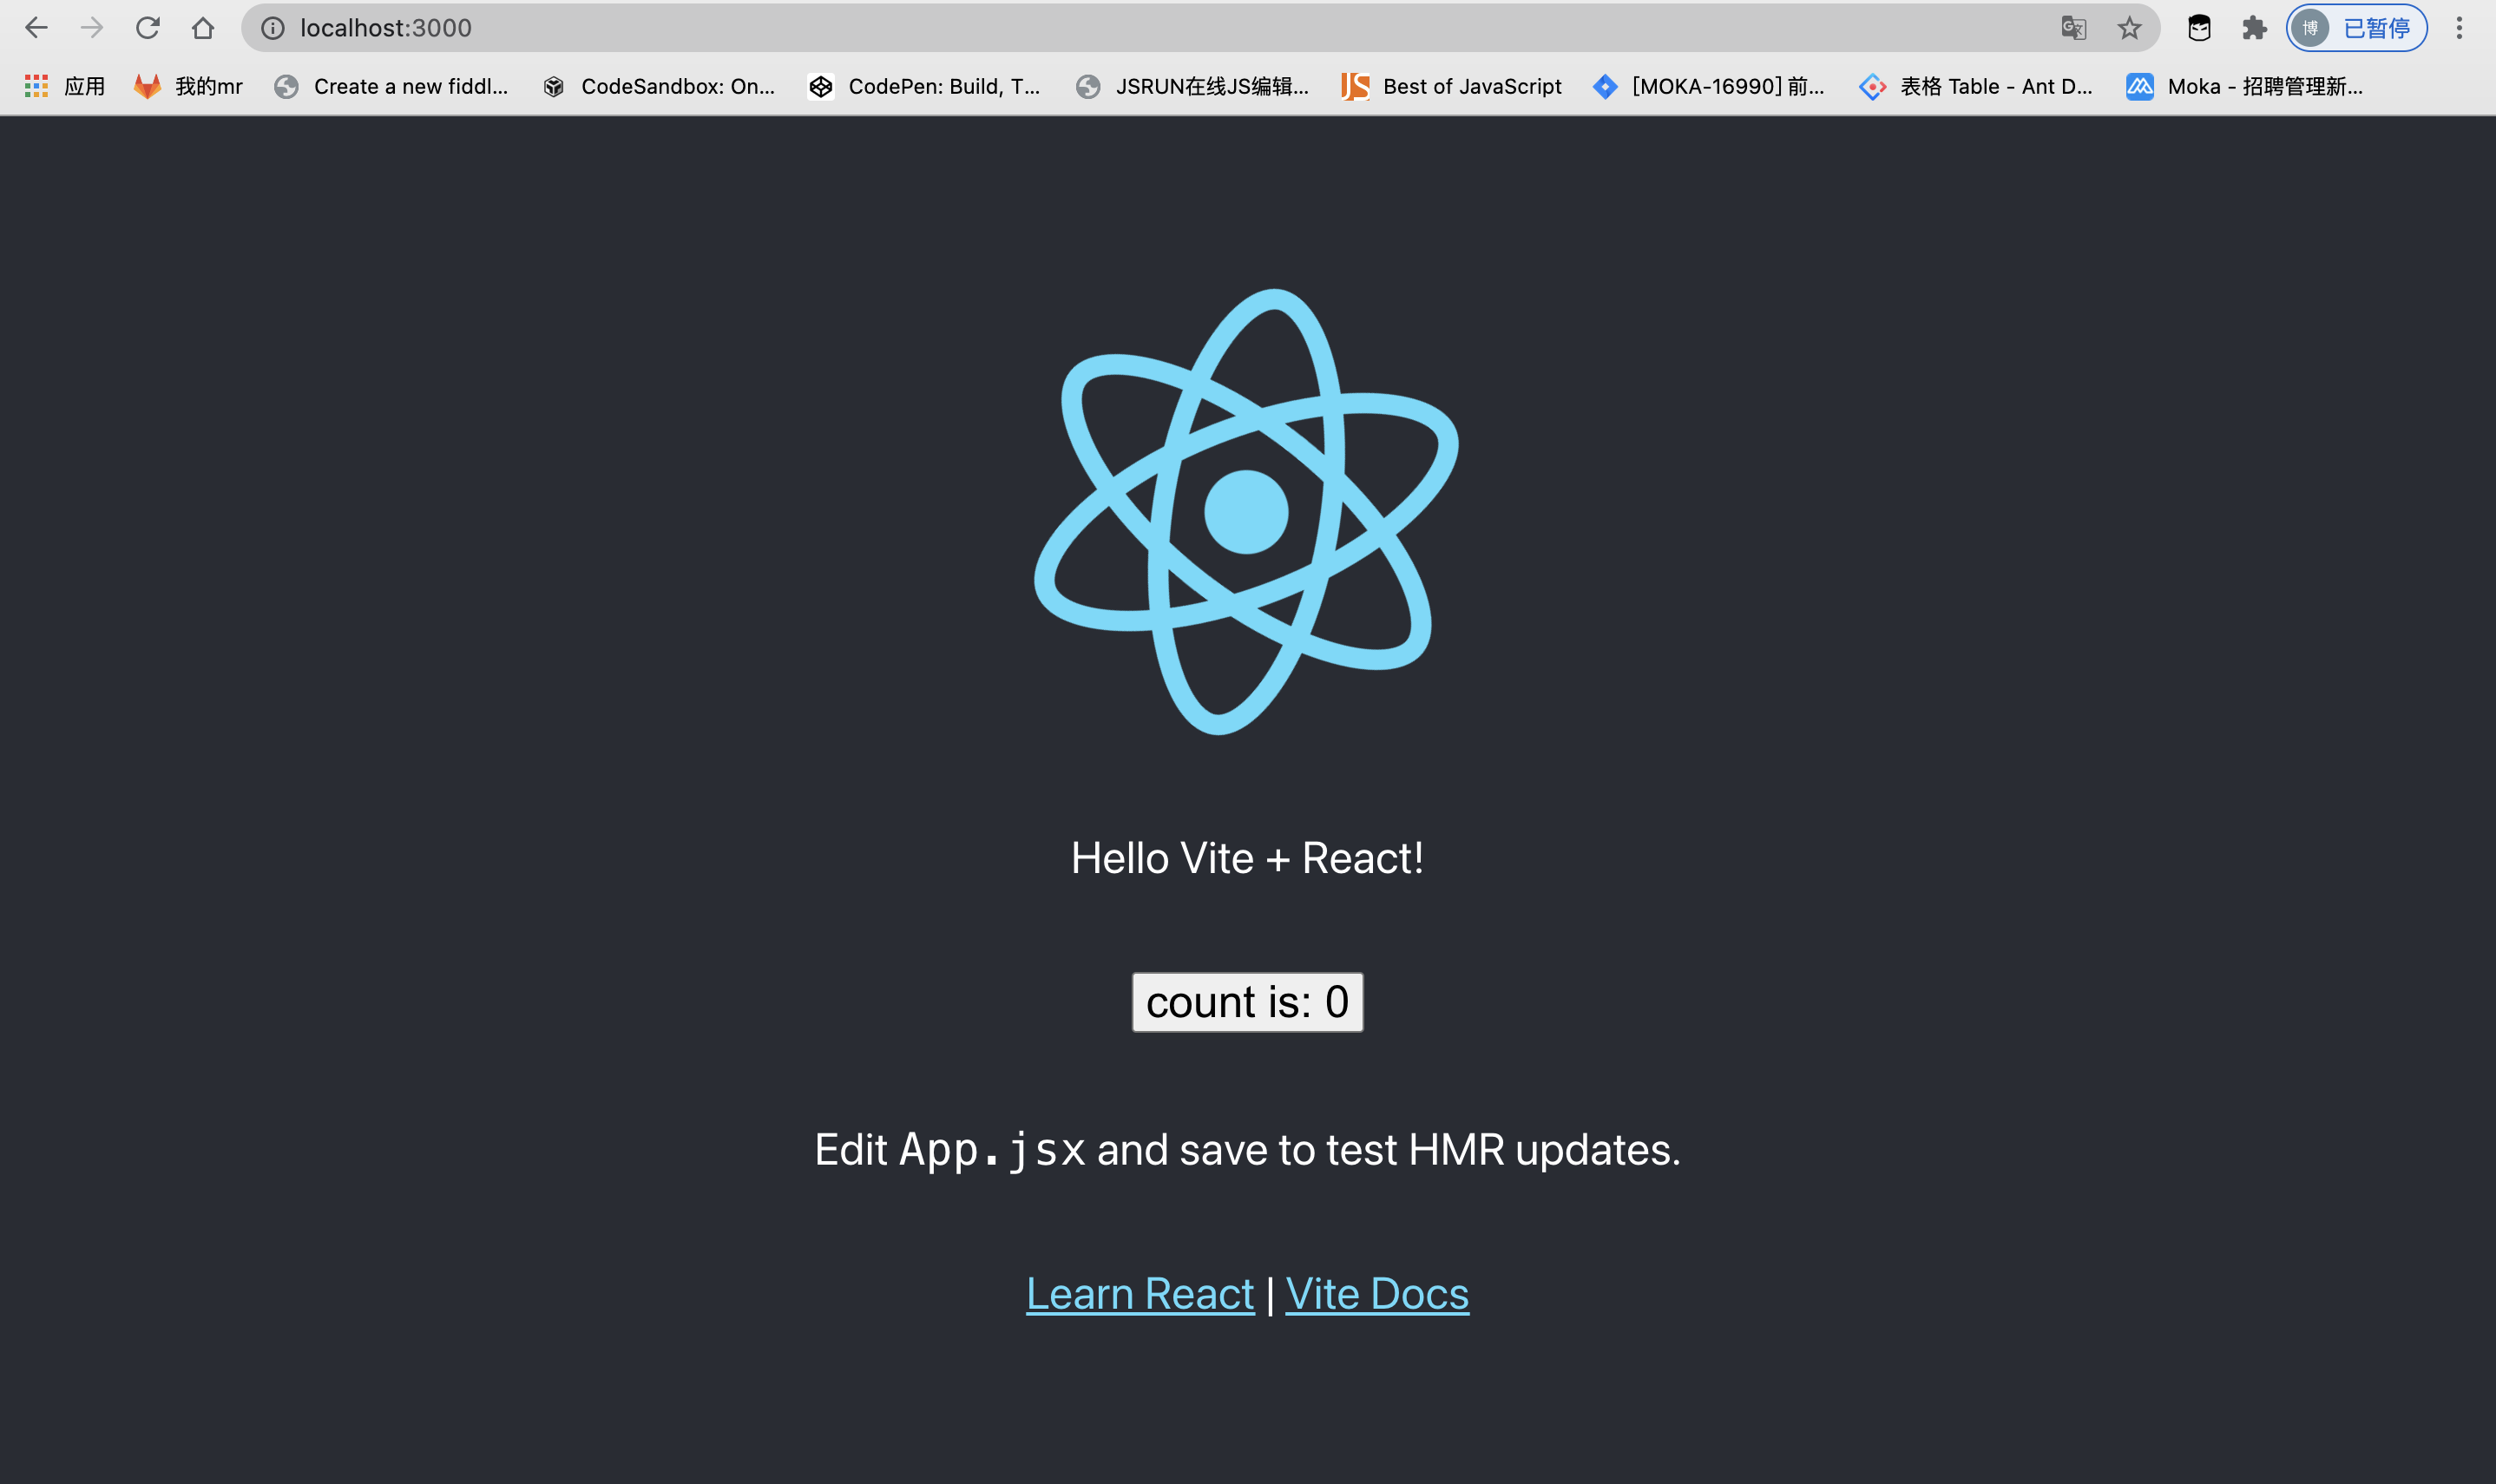 localhost:3000
博 已暂停
应用 我的mr Create a new fiddl... CodeSandbox: On... CodePen: Build, T... JSRUN在线JS编辑... JS Best of JavaScript [MOKA-16990] 前... 表格 Table - Ant D... Moka - 招聘管理新...
Hello Vite + React!
count is: 0
Edit App.jsx and save to test HMR updates.
Learn React | Vite Docs